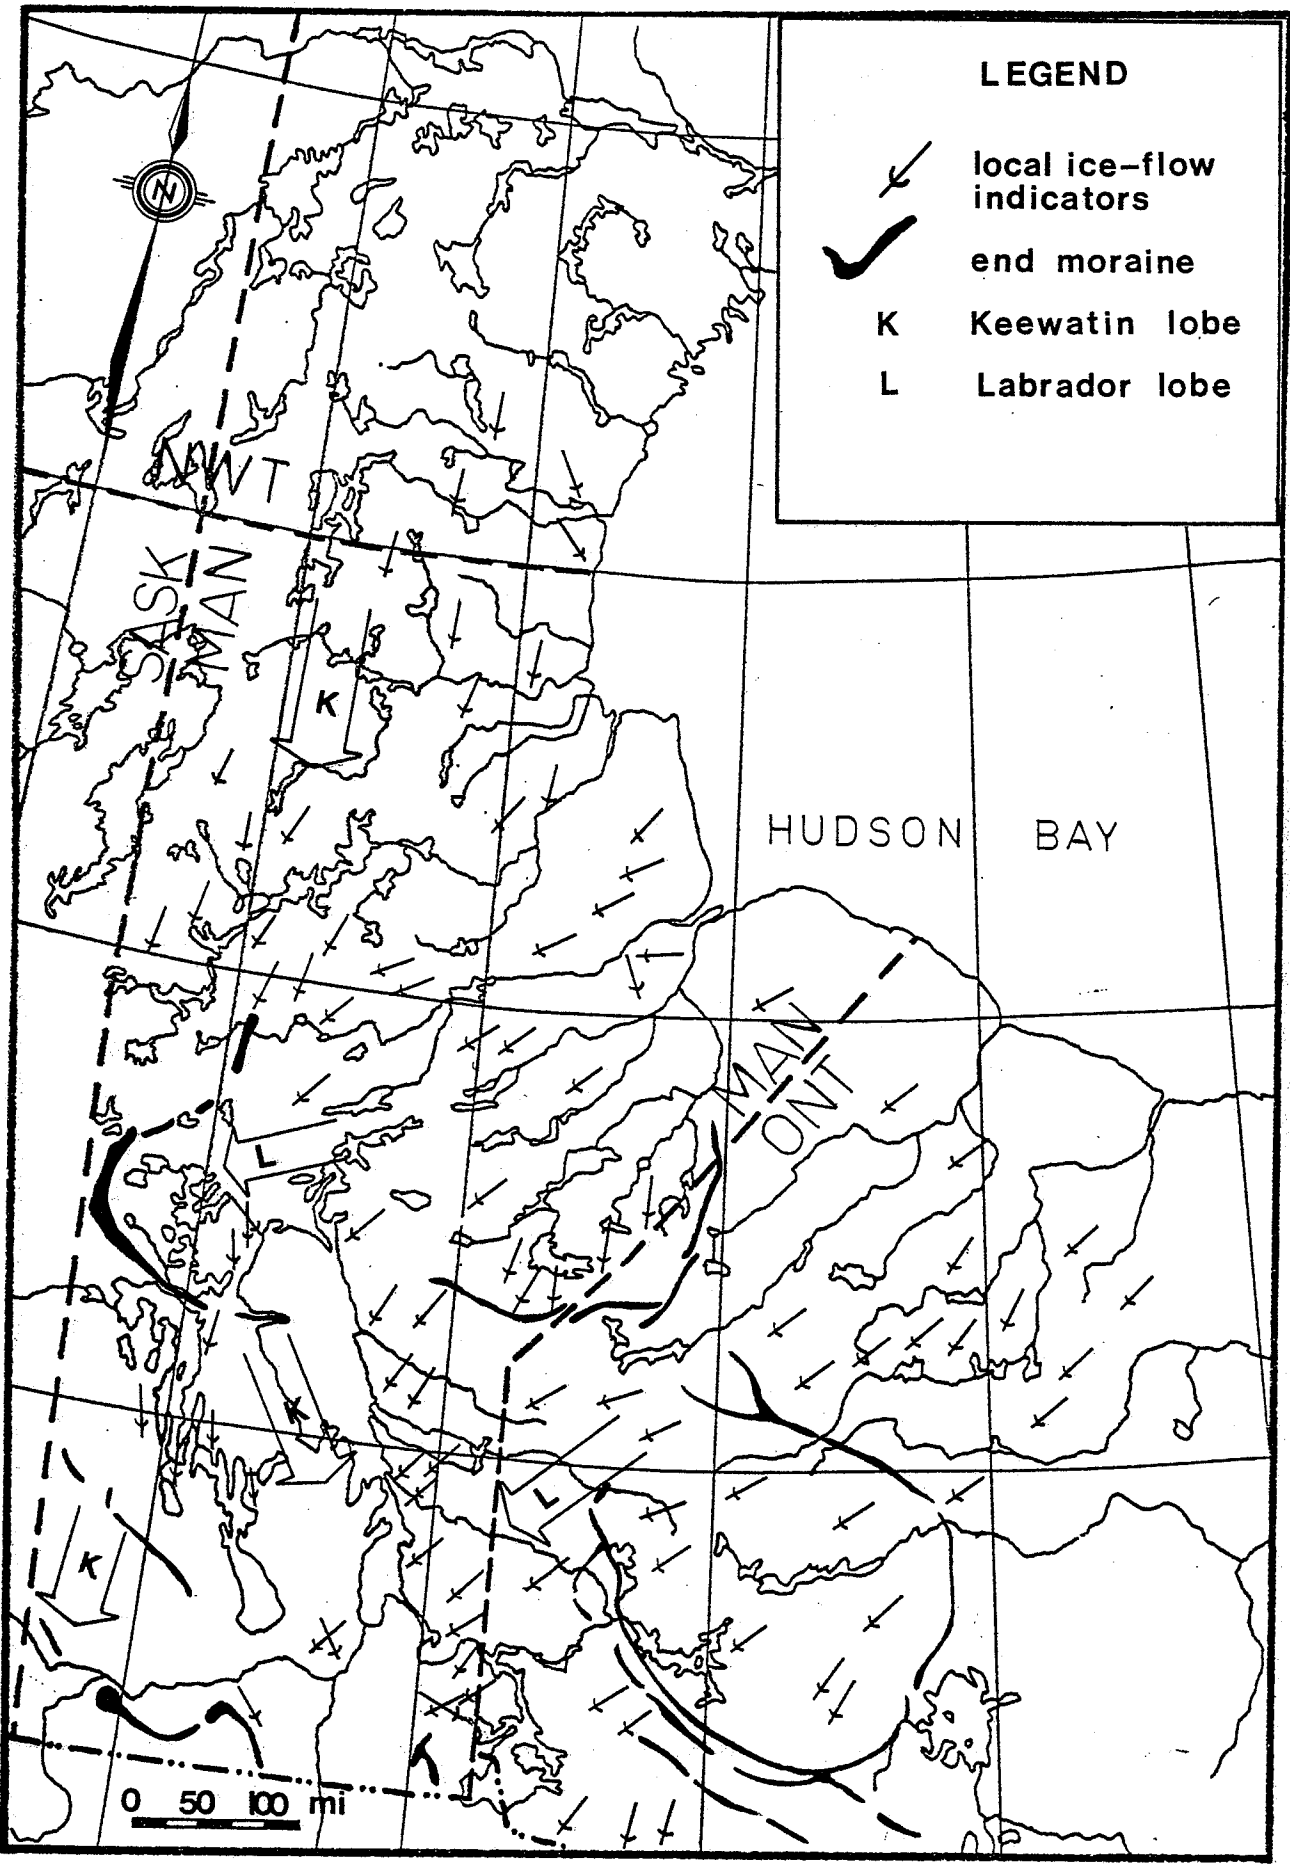 LEGEND
local ice-flow
indicators
end moraine
K Keewatin lobe
L Labrador lobe
N
NWT
SASK
MAN
K
HUDSON BAY
MAN
ONT
L
K
L
K
0 50 100 mi